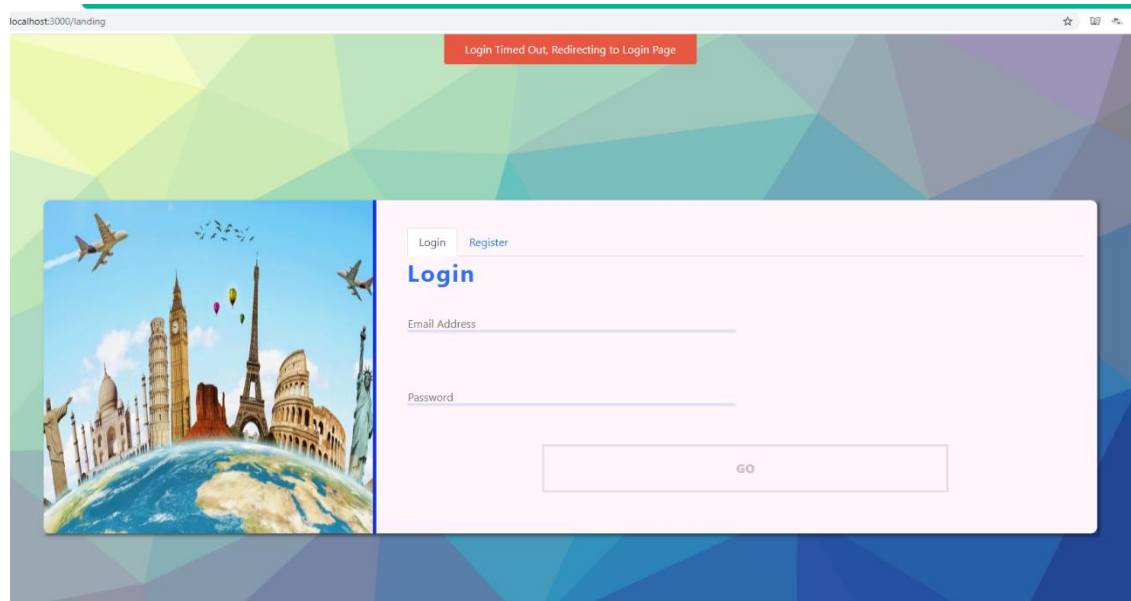 localhost:3000/landing
Login Timed Out, Redirecting to Login Page
Login Register
Login
Email Address
Password
GO